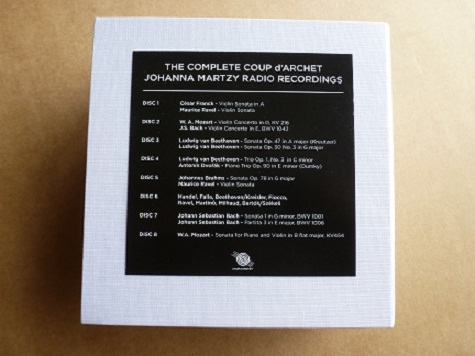 THE COMPLETE COUP d'ARCHET
JOHANNA MARTZY RADIO RECORDINGS
DISC 1 César Franck - Violin Sonata in A
Maurice Ravel - Violin Sonata
DISC 2 W. A. Mozart - Violin Concerto in D, KV 218
J.S. Bach - Violin Concerto in E, BWV 1042
DISC 3 Ludwig van Beethoven - Sonata Op. 47 in A major (Kreutzer)
Ludwig van Beethoven - Sonata Op. 30 No. 3 in G major
DISC 4 Ludwig van Beethoven - Trio Op. 1, No. 3 in C minor
Antonin Dvořák - Piano Trio Op. 90 in E minor (Dumky)
DISC 5 Johannes Brahms - Sonata Op. 78 in G major
Maurice Ravel - Violin Sonata
DISC 6 Handel, Falla, Beethoven/Kreisler, Fiocco,
Ravel, Martinů, Milhaud, Bartók/Székely
DISC 7 Johann Sebastian Bach - Sonata 1 in G minor, BWV 1001
Johann Sebastian Bach - Partita 3 in E minor, BWV 1006
DISC 8 W.A. Mozart - Sonata for Piano and Violin in B flat major, KV454